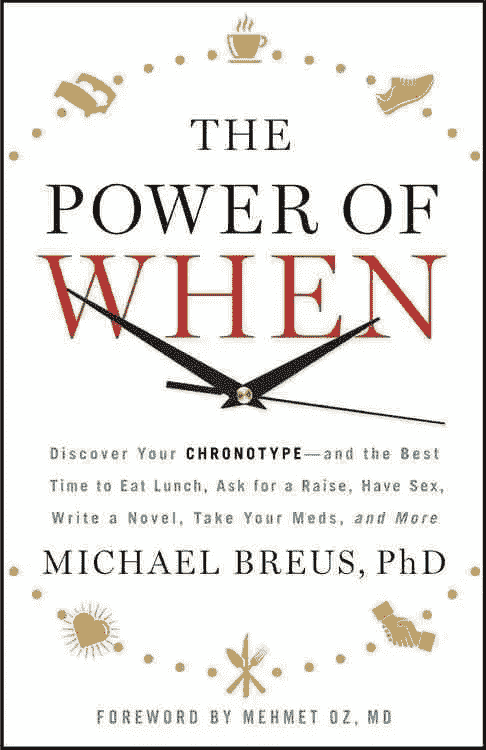 THE
POWER OF
WHEN
Discover Your CHRONOTYPE—and the Best
Time to Eat Lunch, Ask for a Raise, Have Sex,
Write a Novel, Take Your Meds, and More
MICHAEL BREUS, PhD
FOREWORD BY MEHMET OZ, MD